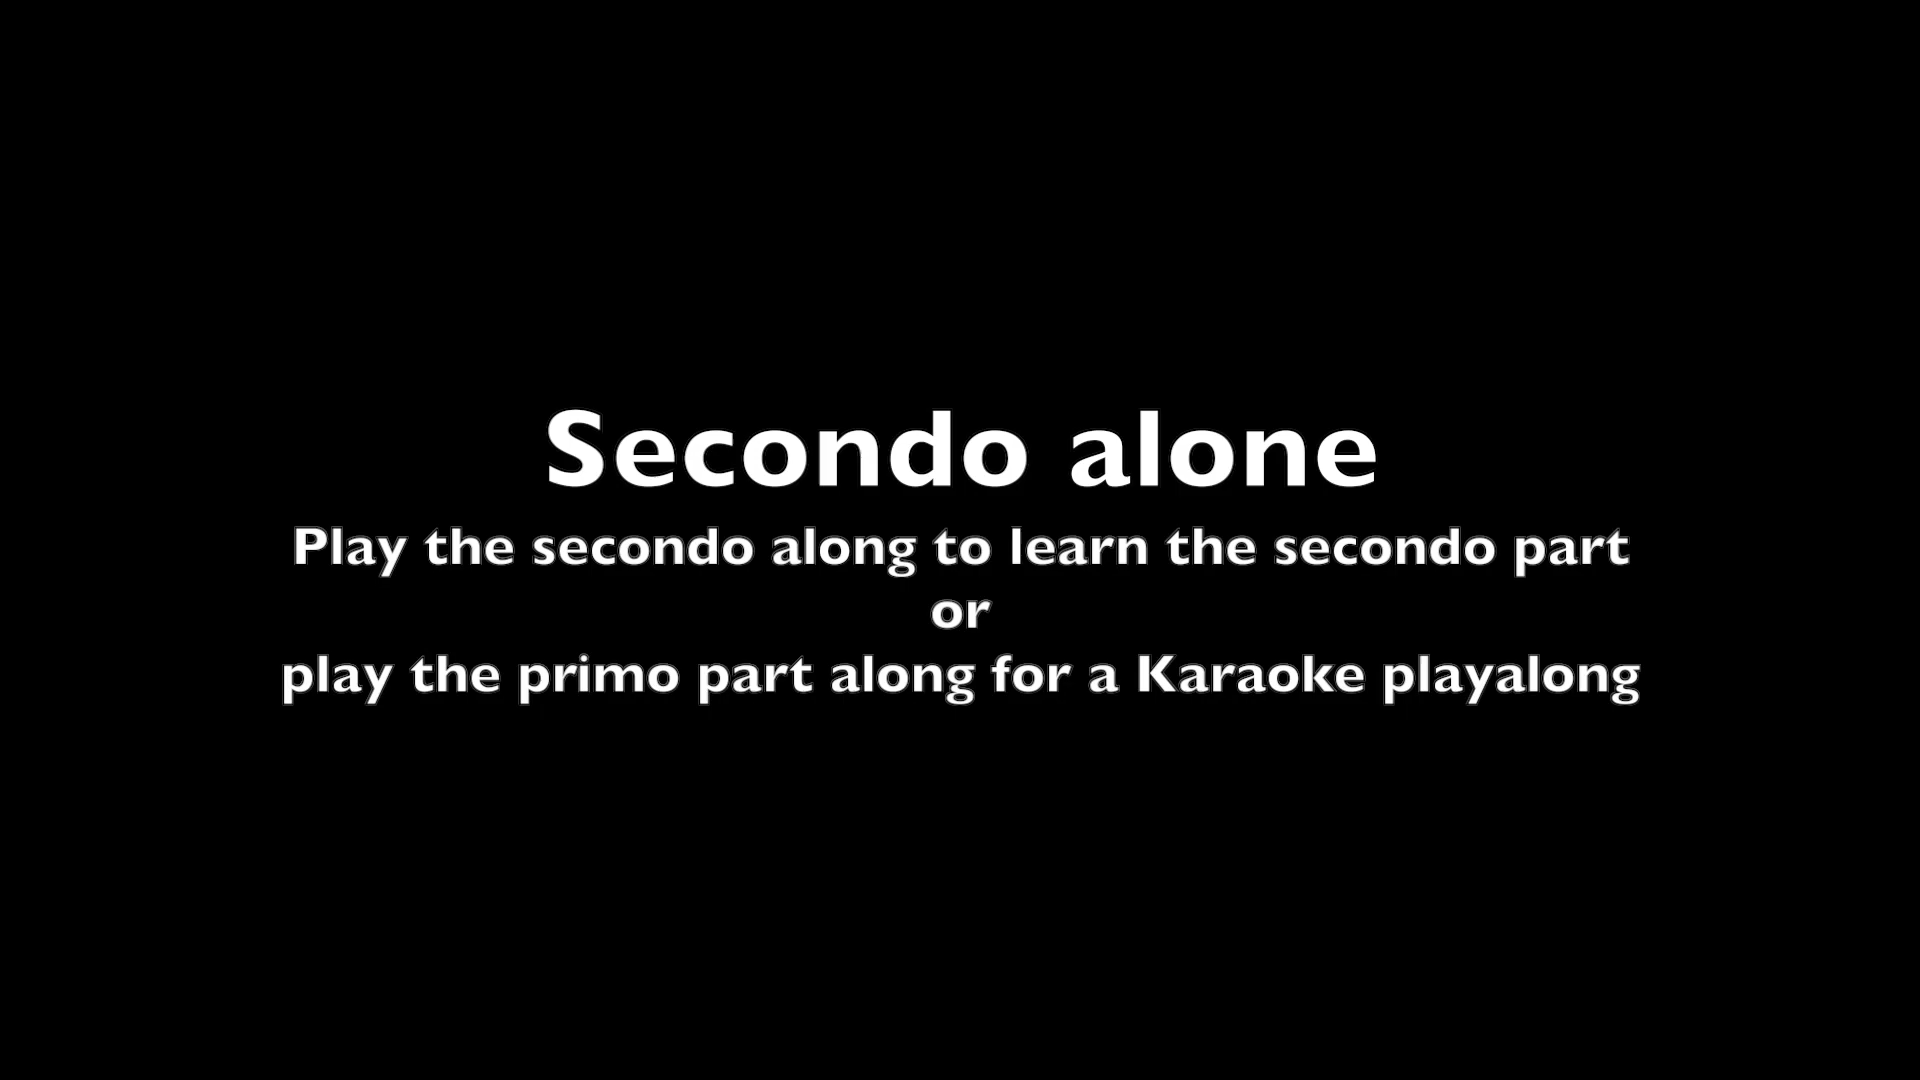 Secondo alone
Play the secondo along to learn the secondo part
or
play the primo part along for a Karaoke playalong